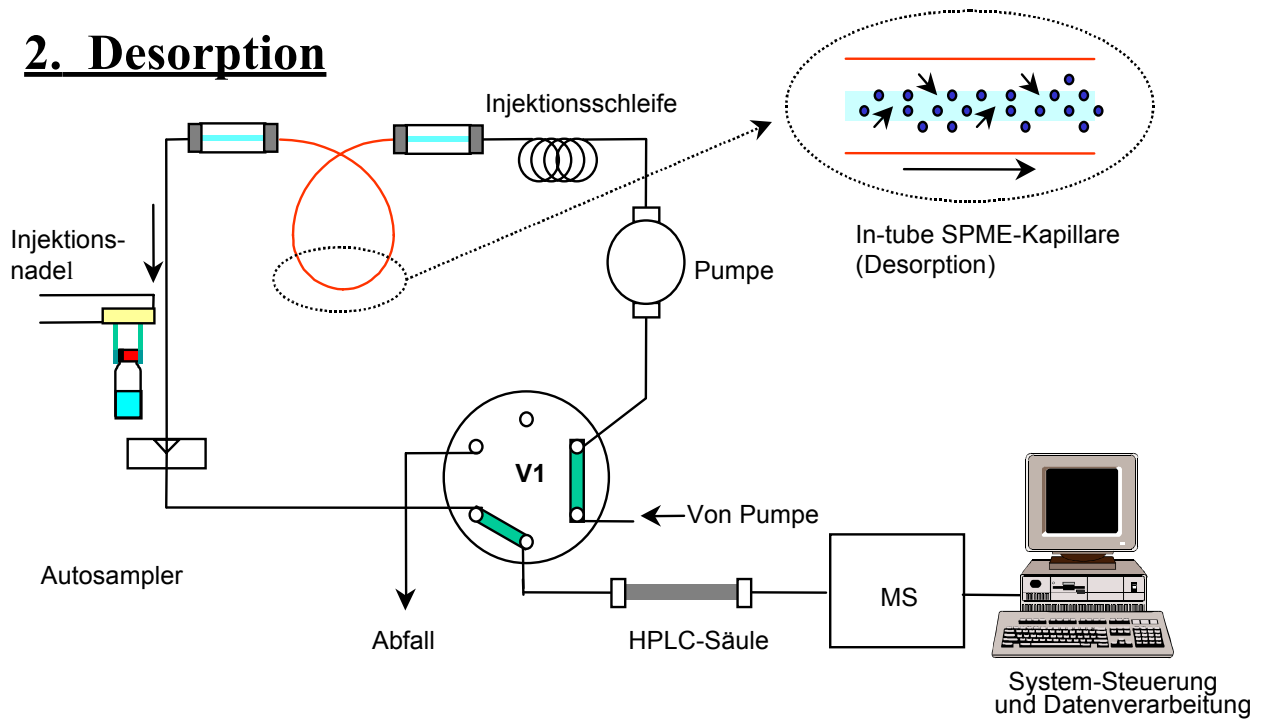 2. Desorption
Injektionsschleife
Injektions-
nadel
Pumpe
In-tube SPME-Kapillare
(Desorption)
V1
Von Pumpe
Autosampler
Abfall
HPLC-Säule
MS
System-Steuerung
und Datenverarbeitung